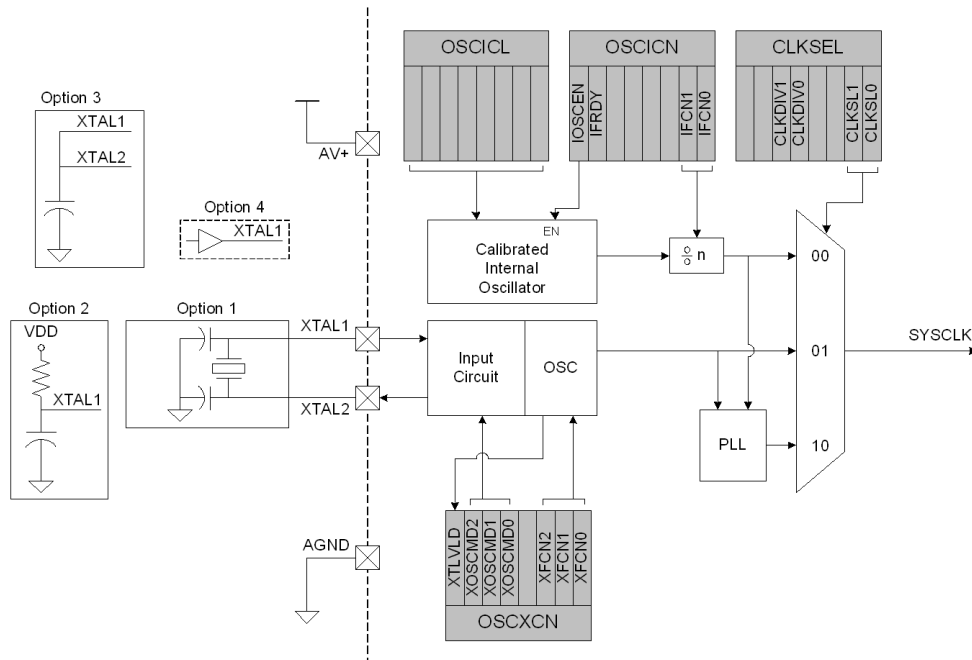 OSCICL
OSCICN
CLKSEL
IOSCEN
IFRDY
IFCN1
IFCN0
CLKDIV1
CLKDIV0
CLKSL1
CLKSL0
Option 3
XTAL1
XTAL2
AV+
Option 4
XTAL1
EN
Calibrated
Internal
Oscillator
n
00
Option 2
VDD
XTAL1
Option 1
XTAL1
XTAL2
Input
Circuit
OSC
01
SYSCLK
PLL
10
AGND
XTLVLD
XOSCMD2
XOSCMD1
XOSCMD0
XFCN2
XFCN1
XFCN0
OSCXCN